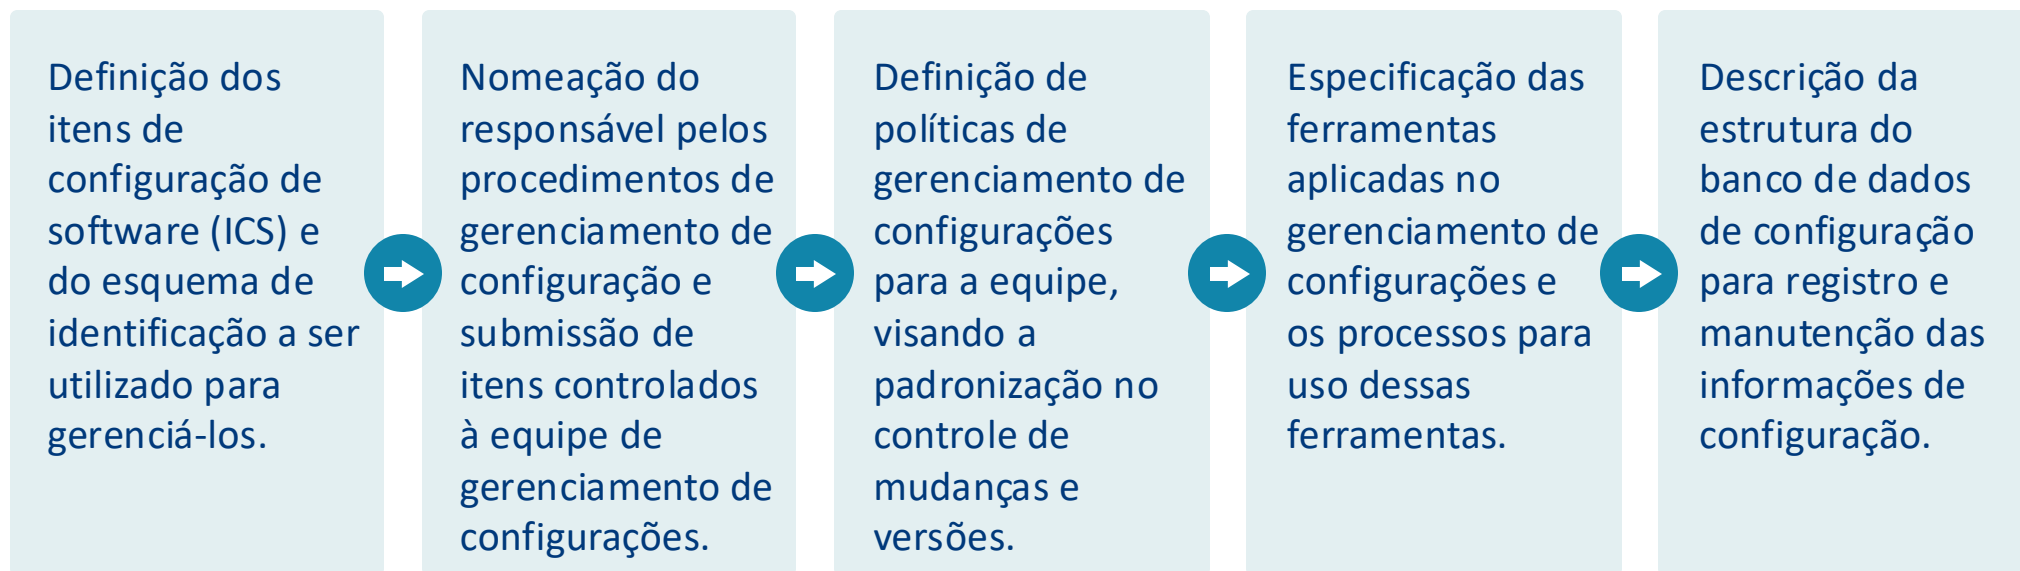 Definição dos
itens de
configuração de
software (ICS) e
do esquema de
identificação a ser
utilizado para
gerenciá-los.
Nomeação do
responsável pelos
procedimentos de
gerenciamento de
configuração e
submissão de
itens controlados
à equipe de
gerenciamento de
configurações.
Definição de
políticas de
gerenciamento de
configurações
para a equipe,
visando a
padronização no
controle de
mudanças e
versões.
Especificação das
ferramentas
aplicadas no
gerenciamento de
configurações e
os processos para
uso dessas
ferramentas.
Descrição da
estrutura do
banco de dados
de configuração
para registro e
manutenção das
informações de
configuração.